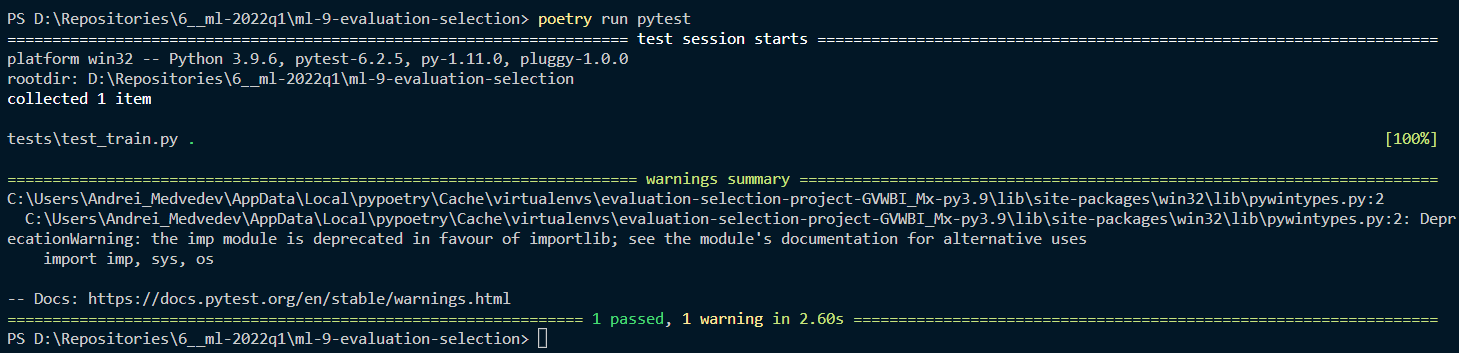 PS D:\Repositories\6__ml-2022q1\ml-9-evaluation-selection> poetry run pytest
===================================================================== test session starts =====================================================================
platform win32 -- Python 3.9.6, pytest-6.2.5, py-1.11.0, pluggy-1.0.0
rootdir: D:\Repositories\6__ml-2022q1\ml-9-evaluation-selection
collected 1 item
tests\test_train.py . [100%]
====================================================================== warnings summary =======================================================================
C:\Users\Andrei_Medvedev\AppData\Local\pypoetry\Cache\virtualenvs\evaluation-selection-project-GVWBI_Mx-py3.9\lib\site-packages\win32\lib\pywintypes.py:2
C:\Users\Andrei_Medvedev\AppData\Local\pypoetry\Cache\virtualenvs\evaluation-selection-project-GVWBI_Mx-py3.9\lib\site-packages\win32\lib\pywintypes.py:2: Depr
ecationWarning: the imp module is deprecated in favour of importlib; see the module's documentation for alternative uses
import imp, sys, os
-- Docs: https://docs.pytest.org/en/stable/warnings.html
================================================================ 1 passed, 1 warning in 2.60s =================================================================
PS D:\Repositories\6__ml-2022q1\ml-9-evaluation-selection>